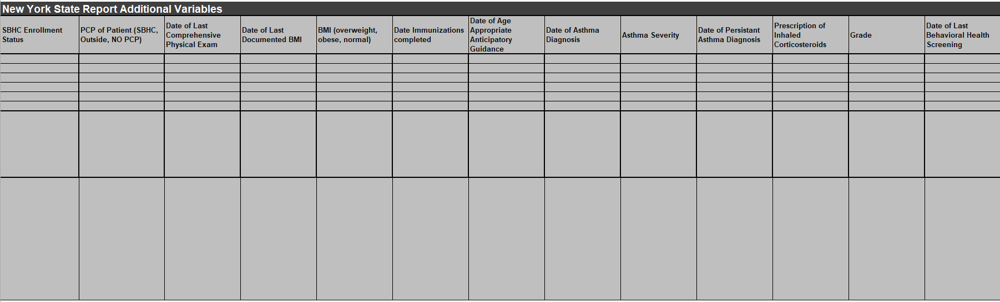 New York State Report Additional Variables
SBHC Enrollment
Status
PCP of Patient (SBHC,
Outside, NO PCP)
Date of Last
Comprehensive
Physical Exam
Date of Last
Documented BMI
BMI (overweight,
obese, normal)
Date Immunizations
completed
Date of Age
Appropriate
Anticipatory
Guidance
Date of Asthma
Diagnosis
Asthma Severity
Date of Persistant
Asthma Diagnosis
Prescription of
Inhaled
Corticosteroids
Grade
Date of Last
Behavioral Health
Screening